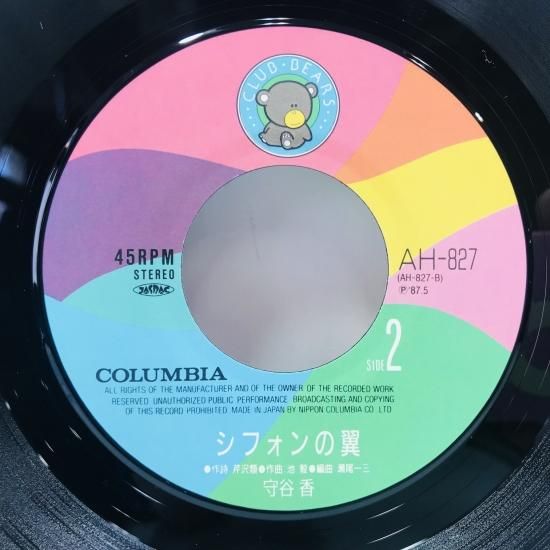 CLUB・BEARS
45RPM
STEREO
JASRAC
AH-827
(AH-827-B)
Ⓟ'87.5
SIDE 2
COLUMBIA
ALL RIGHTS OF THE MANUFACTURER AND OF THE OWNER OF THE RECORDED WORK
RESERVED. UNAUTHORIZED PUBLIC PERFORMANCE BROADCASTING AND COPYING
OF THIS RECORD PROHIBITED MADE IN JAPAN BY NIPPON COLUMBIA CO LTD
シフォンの翼
●作詩 芹沢類●作曲 池 毅●編曲 瀬尾一三
守谷 香